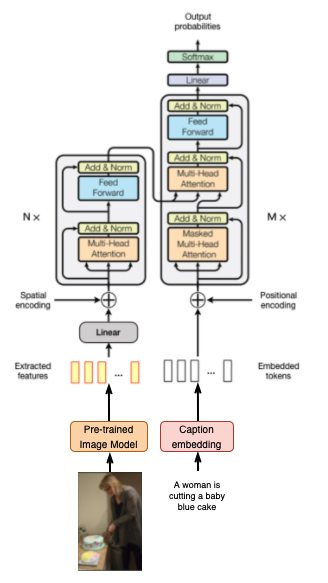 Output
probabilities
Softmax
Linear
Add & Norm
Feed
Forward
Add & Norm
Multi-Head
Attention
Add & Norm
Masked
Multi-Head
Attention
M ×
Positional
encoding
Add & Norm
Feed
Forward
N ×
Add & Norm
Multi-Head
Attention
Spatial
encoding
Linear
Extracted
features
...
...
Embedded
tokens
Pre-trained
Image Model
Caption
embedding
A woman is
cutting a baby
blue cake